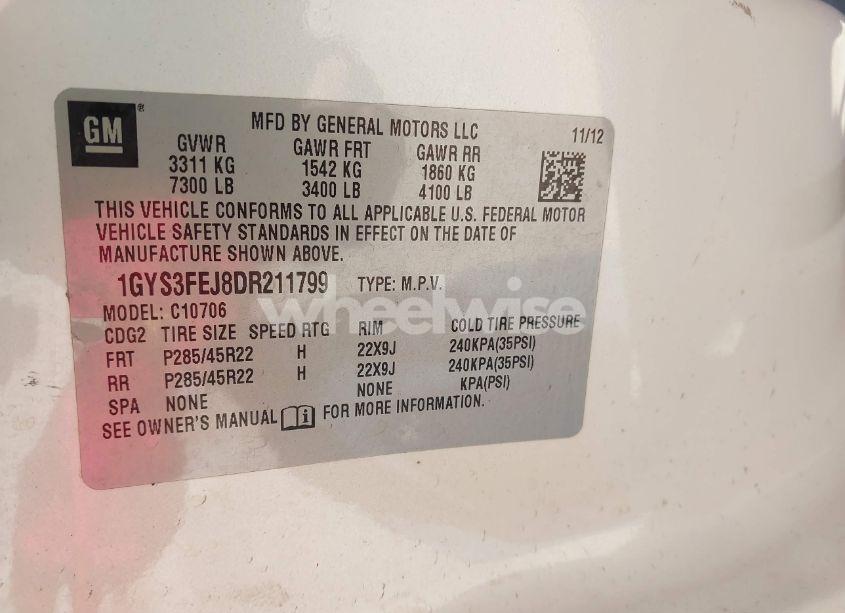 GM®
MFD BY GENERAL MOTORS LLC 11/12
GVWR GAWR FRT GAWR RR
3311 KG 1542 KG 1860 KG
7300 LB 3400 LB 4100 LB
THIS VEHICLE CONFORMS TO ALL APPLICABLE U.S. FEDERAL MOTOR
VEHICLE SAFETY STANDARDS IN EFFECT ON THE DATE OF
MANUFACTURE SHOWN ABOVE.
1GYS3FEJ8DR211799 TYPE: M.P.V.
wheelwise
MODEL: C10706
CDG2 TIRE SIZE SPEED RTG RIM COLD TIRE PRESSURE
FRT P285/45R22 H 22X9J 240KPA(35PSI)
RR P285/45R22 H 22X9J 240KPA(35PSI)
SPA NONE NONE KPA(PSI)
SEE OWNER'S MANUAL i FOR MORE INFORMATION.